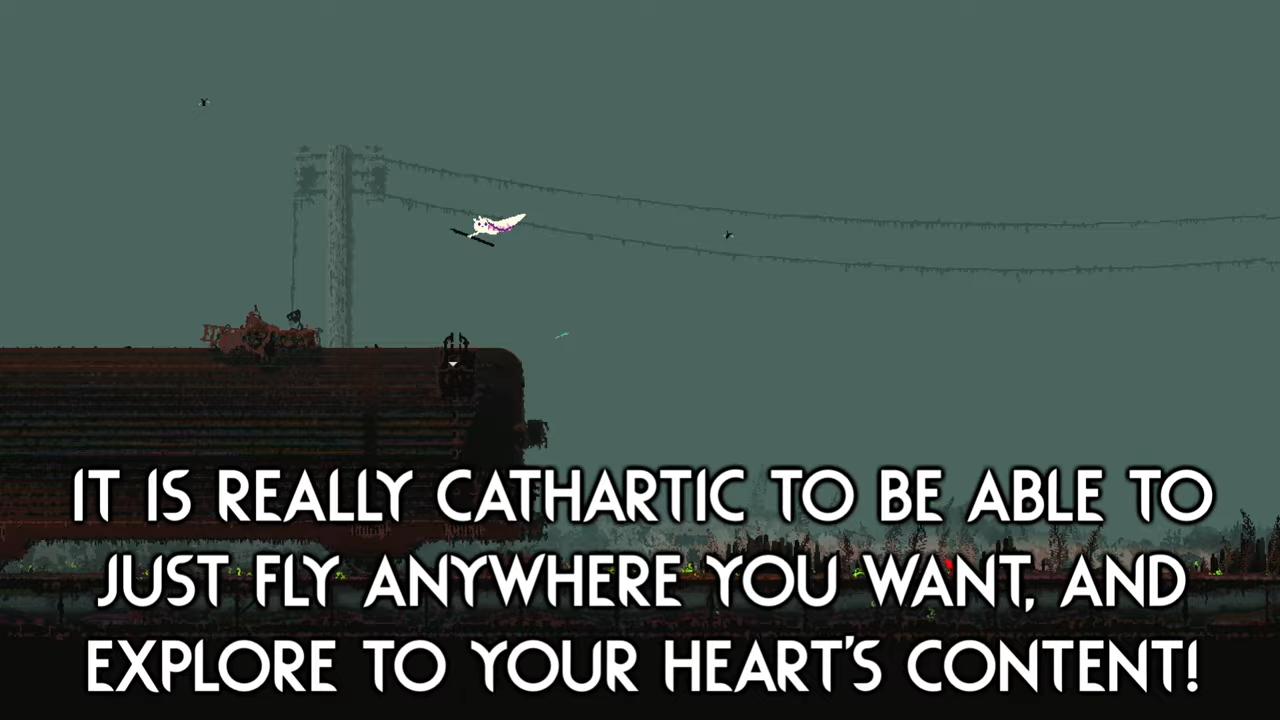 IT IS REALLY CATHARTIC TO BE ABLE TO
JUST FLY ANYWHERE YOU WANT, AND
EXPLORE TO YOUR HEART'S CONTENT!